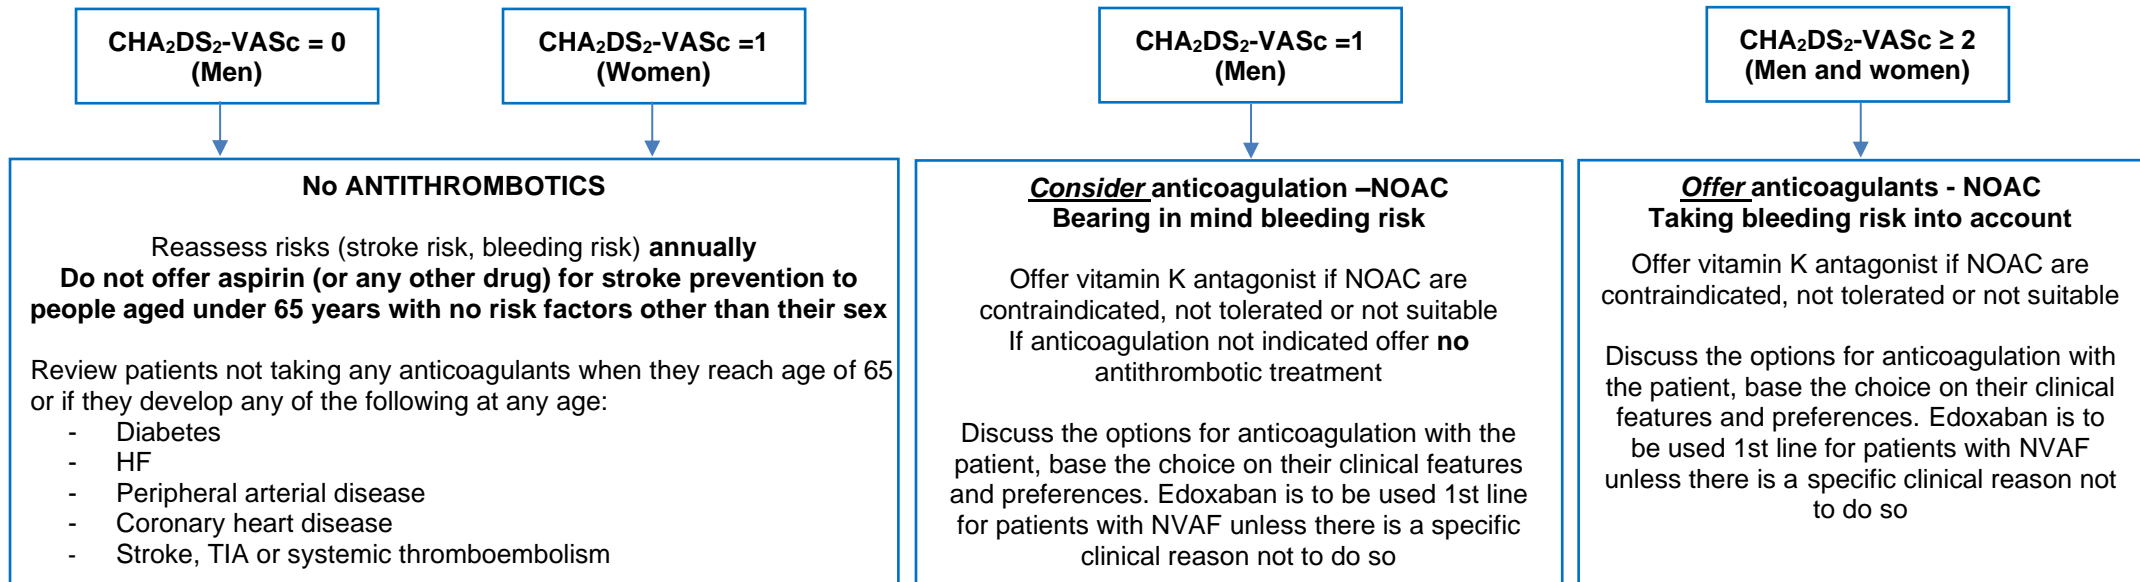 CHA₂DS₂-VASc = 0
(Men)
CHA₂DS₂-VASc =1
(Women)
CHA₂DS₂-VASc =1
(Men)
CHA₂DS₂-VASc ≥ 2
(Men and women)
No ANTITHROMBOTICS
Reassess risks (stroke risk, bleeding risk) annually
Do not offer aspirin (or any other drug) for stroke prevention to
people aged under 65 years with no risk factors other than their sex
Review patients not taking any anticoagulants when they reach age of 65
or if they develop any of the following at any age:
- Diabetes
- HF
- Peripheral arterial disease
- Coronary heart disease
- Stroke, TIA or systemic thromboembolism
Consider anticoagulation –NOAC
Bearing in mind bleeding risk
Offer vitamin K antagonist if NOAC are
contraindicated, not tolerated or not suitable
If anticoagulation not indicated offer no
antithrombotic treatment
Discuss the options for anticoagulation with the
patient, base the choice on their clinical features
and preferences. Edoxaban is to be used 1st line
for patients with NVAF unless there is a specific
clinical reason not to do so
Offer anticoagulants - NOAC
Taking bleeding risk into account
Offer vitamin K antagonist if NOAC are
contraindicated, not tolerated or not suitable
Discuss the options for anticoagulation with
the patient, base the choice on their clinical
features and preferences. Edoxaban is to
be used 1st line for patients with NVAF
unless there is a specific clinical reason not
to do so